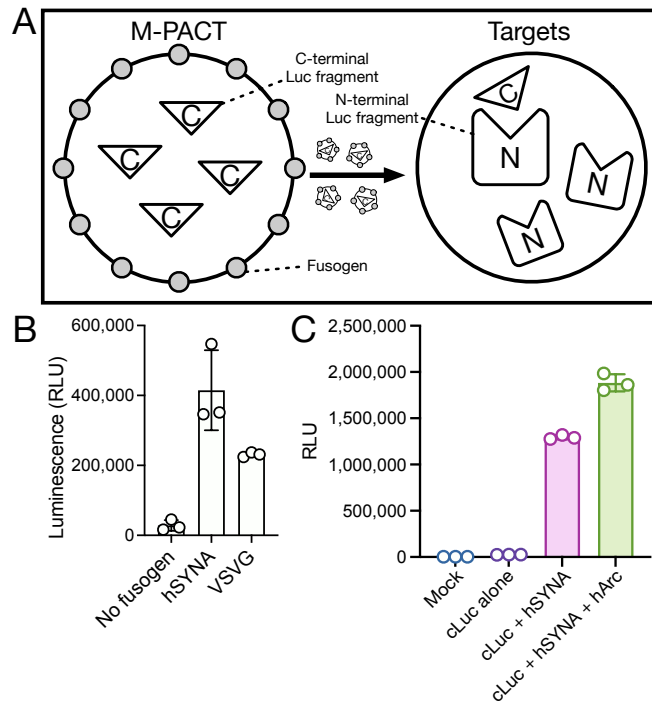 A
M-PACT
Targets
C-terminal
Luc fragment
N-terminal
Luc fragment
C
C
C
C
C
N
N
N
Fusogen
B
Luminescence (RLU)
600,000
400,000
200,000
0
No fusogen
hSYNA
VSVG
C
RLU
2,500,000
2,000,000
1,500,000
1,000,000
500,000
0
Mock
cLuc alone
cLuc + hSYNA
cLuc + hSYNA + hArc